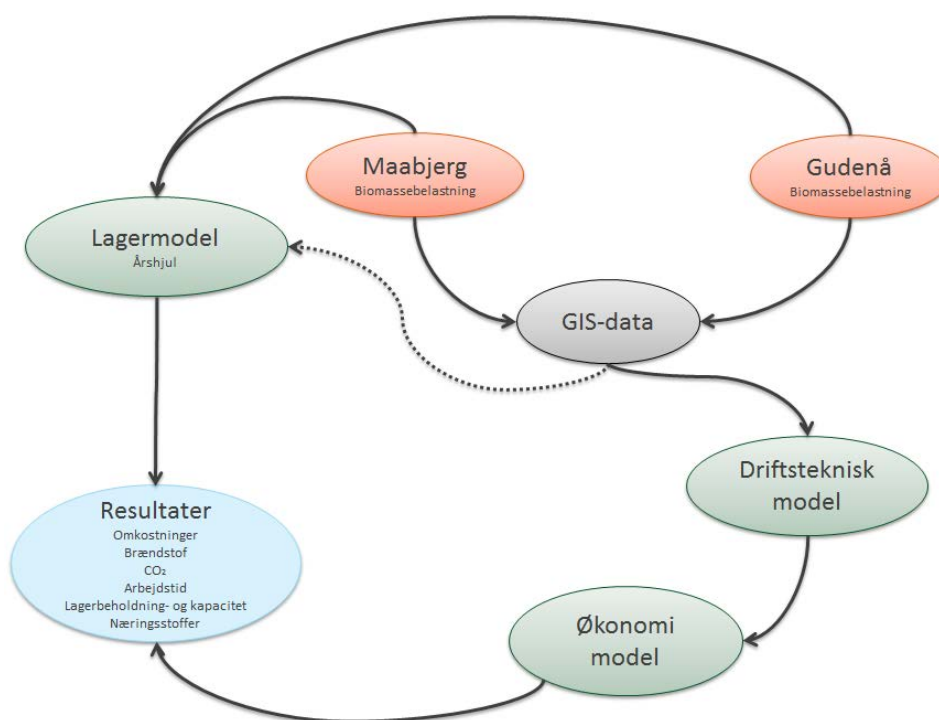 Maabjerg
Biomassebelastning
Gudenå
Biomassebelastning
Lagermodel
Årshjul
GIS-data
Driftsteknisk
model
Resultater
Omkostninger
Brændstof
CO₂
Arbejdstid
Lagerbeholdning- og kapacitet
Næringsstoffer
Økonomi
model